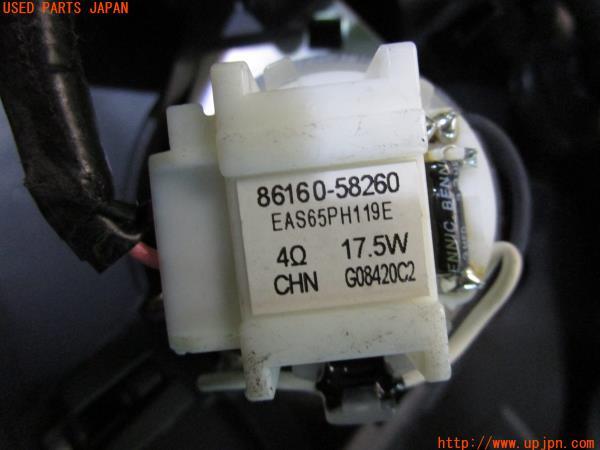 USED PARTS JAPAN
86160-58260
EAS65PH119E
4Ω 17.5W
CHN G08420C2
http://www.upjpn.com